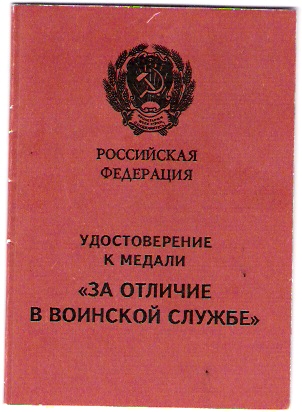 РОССИЙСКАЯ
ФЕДЕРАЦИЯ
УДОСТОВЕРЕНИЕ
К МЕДАЛИ
«ЗА ОТЛИЧИЕ
В ВОИНСКОЙ СЛУЖБЕ»